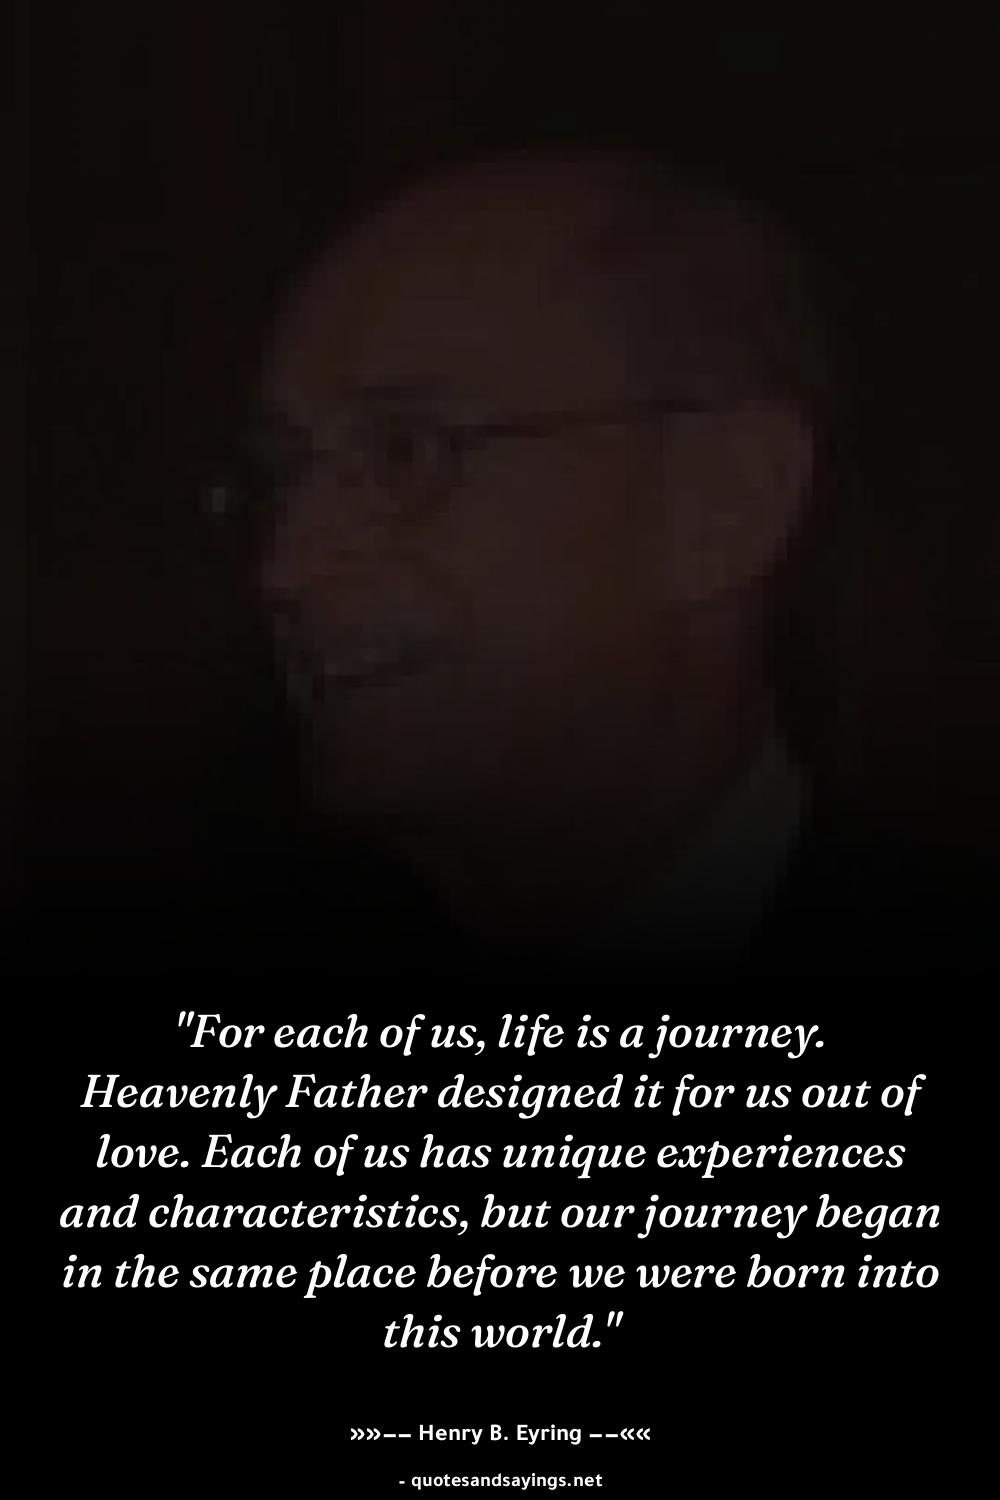 "For each of us, life is a journey.
Heavenly Father designed it for us out of
love. Each of us has unique experiences
and characteristics, but our journey began
in the same place before we were born into
this world."
»»–– Henry B. Eyring ––««
- quotesandsayings.net